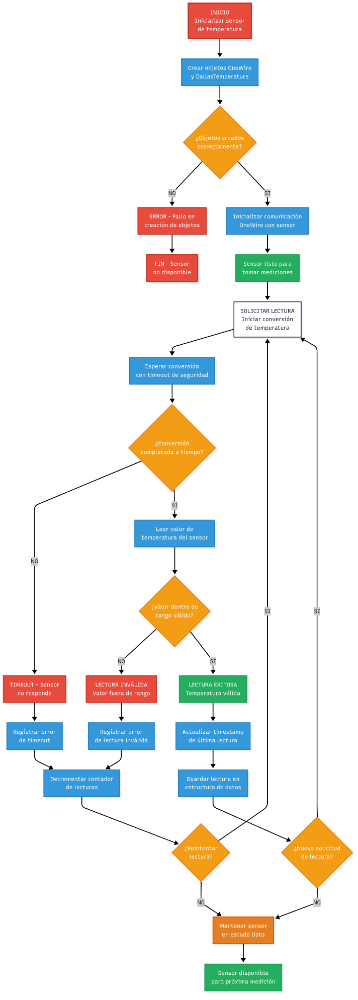 INICIO
Inicializar sensor
de temperatura
Crear objetos OneWire
y DallasTemperature
¿Objetos creados
correctamente?
NO
SI
ERROR - Fallo en
creación de objetos
Inicializar comunicación
OneWire con sensor
FIN - Sensor
no disponible
Sensor listo para
tomar mediciones
SOLICITAR LECTURA
Iniciar conversión
de temperatura
Esperar conversión
con timeout de seguridad
¿Conversión
completada a tiempo?
SI
Leer valor de
temperatura del sensor
NO
¿Valor dentro de
rango válido?
SI
SI
NO
SI
TIMEOUT - Sensor
no responde
LECTURA INVÁLIDA
Valor fuera de rango
LECTURA EXITOSA
Temperatura válida
Registrar error
de timeout
Registrar error
de lectura inválida
Actualizar timestamp
de última lectura
Decrementar contador
de lecturas
Guardar lectura en
estructura de datos
¿Reintentar
lectura?
¿Nueva solicitud
de lectura?
NO
NO
Mantener sensor
en estado listo
Sensor disponible
para próxima medición